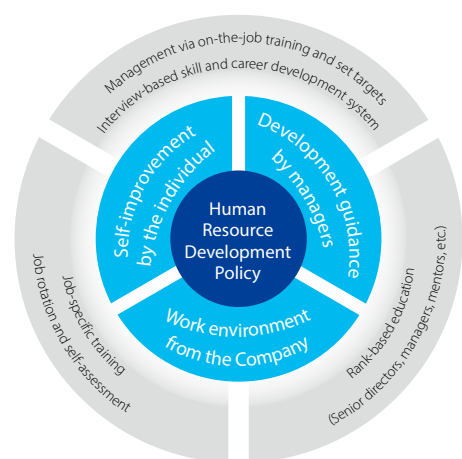 Management via on-the-job training and set targets
Interview-based skill and career development system
Self-improvement
by the individual
Development guidance
by managers
Human
Resource
Development
Policy
Work environment
from the Company
Job-specific training
Job rotation and self-assessment
Rank-based education
(Senior directors, managers, mentors, etc.)